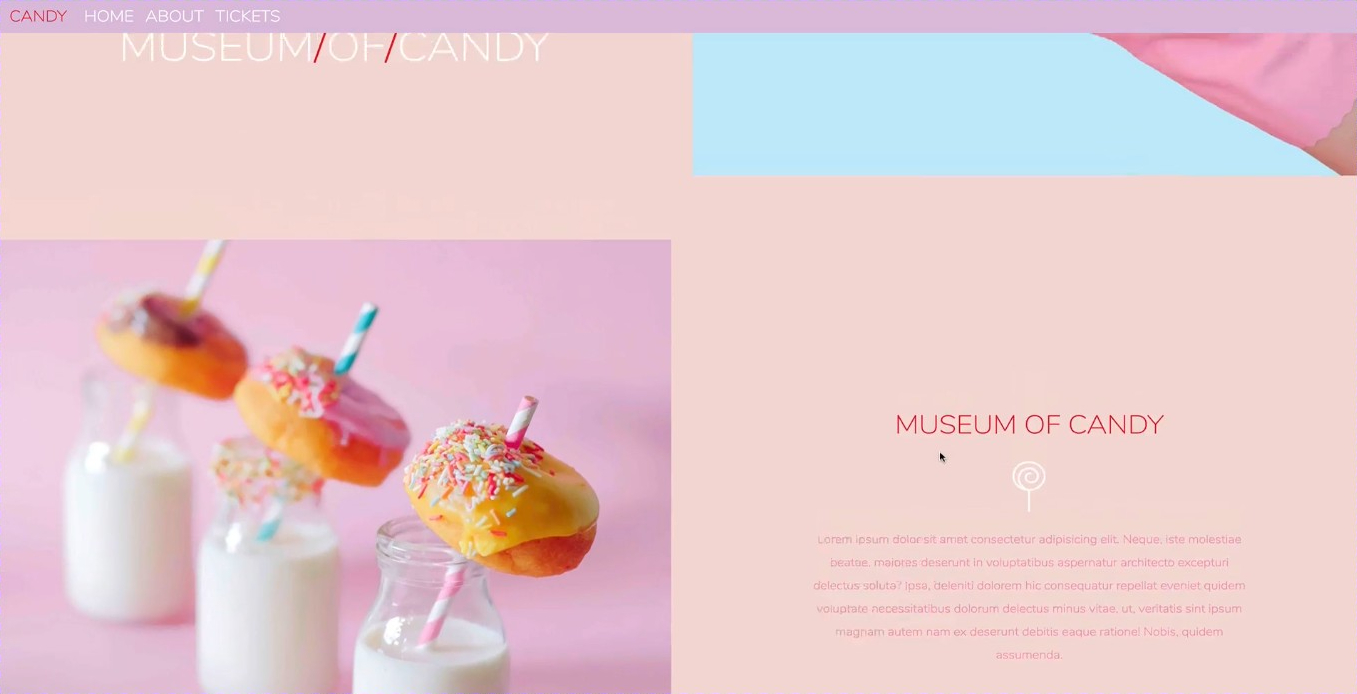 CANDY HOME ABOUT TICKETS
MUSEUM/OF/CANDY
MUSEUM OF CANDY
Lorem ipsum dolor sit amet consectetur adipisicing elit. Neque, iste molestiae
beatae, maiores deserunt in voluptatibus aspernatur architecto excepturi
delectus soluta? Ipsa, deleniti dolorem hic consequatur repellat eveniet quidem
voluptate necessitatibus dolorum delectus minus vitae, ut, veritatis sint ipsum
magnam autem nam ex deserunt debitis eaque ratione! Nobis, quidem
assumenda.